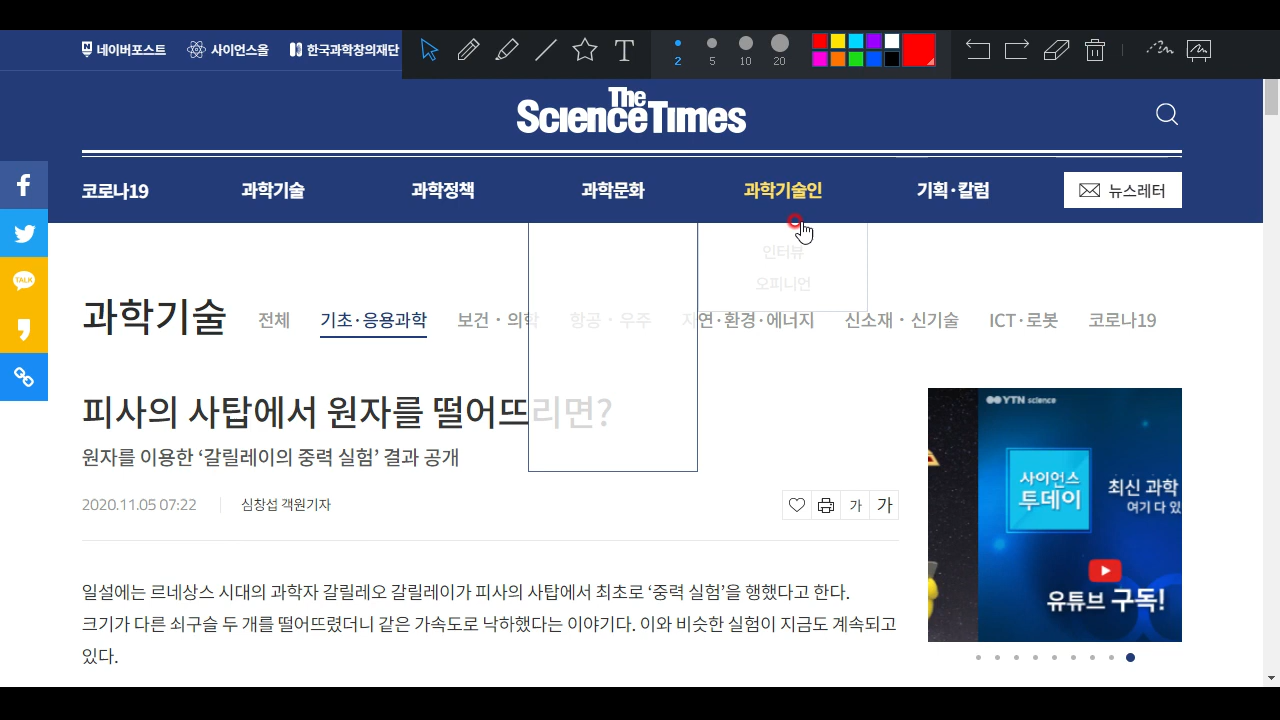 네이버포스트 사이언스올 한국과학창의재단
T 2 5 10 20
The
ScienceTimes
코로나19 과학기술 과학정책 과학문화 과학기술인 기획·칼럼 뉴스레터
인터뷰
오피니언
TALK
과학기술 전체 기초·응용과학 보건·의학 항공·우주 자연·환경·에너지 신소재·신기술 ICT·로봇 코로나19
피사의 사탑에서 원자를 떨어뜨리면?
원자를 이용한 ‘갈릴레이의 중력 실험’ 결과 공개
2020.11.05 07:22 심창섭 객원기자 가 가
YTN science
사이언스
투데이
최신 과학
여기 다 있
유튜브 구독!
일설에는 르네상스 시대의 과학자 갈릴레오 갈릴레이가 피사의 사탑에서 최초로 ‘중력 실험’을 행했다고 한다.
크기가 다른 쇠구슬 두 개를 떨어뜨렸더니 같은 가속도로 낙하했다는 이야기다. 이와 비슷한 실험이 지금도 계속되고
있다.